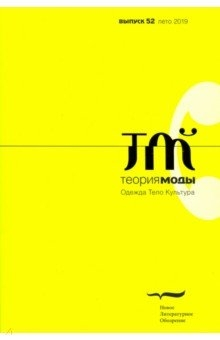 ВЫПУСК 52 лето 2019
ТМ
теориямоды
Одежда Тело Культура
Новое
Литературное
Обозрение